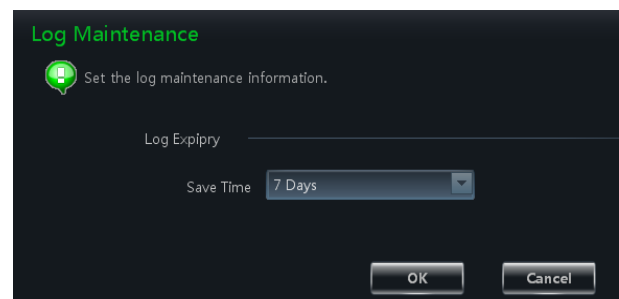 Log Maintenance
Set the log maintenance information.
Log Expipry
Save Time 7 Days
OK Cancel